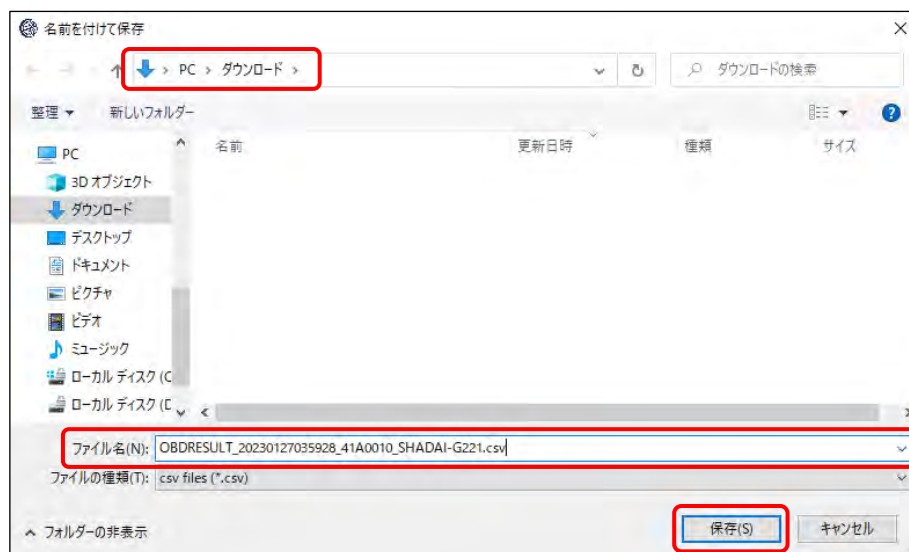 名前を付けて保存
PC › ダウンロード ›
ダウンロードの検索
整理
新しいフォルダー
名前 更新日時 種類 サイズ
PC
3D オブジェクト
ダウンロード
デスクトップ
ドキュメント
ピクチャ
ビデオ
ミュージック
ローカル ディスク (C
ローカル ディスク (D
ファイル名(N): OBDRESULT_20230127035928_41A0010_SHADAI-G221.csv
ファイルの種類(T): csv files (*.csv)
フォルダーの非表示
保存(S) キャンセル